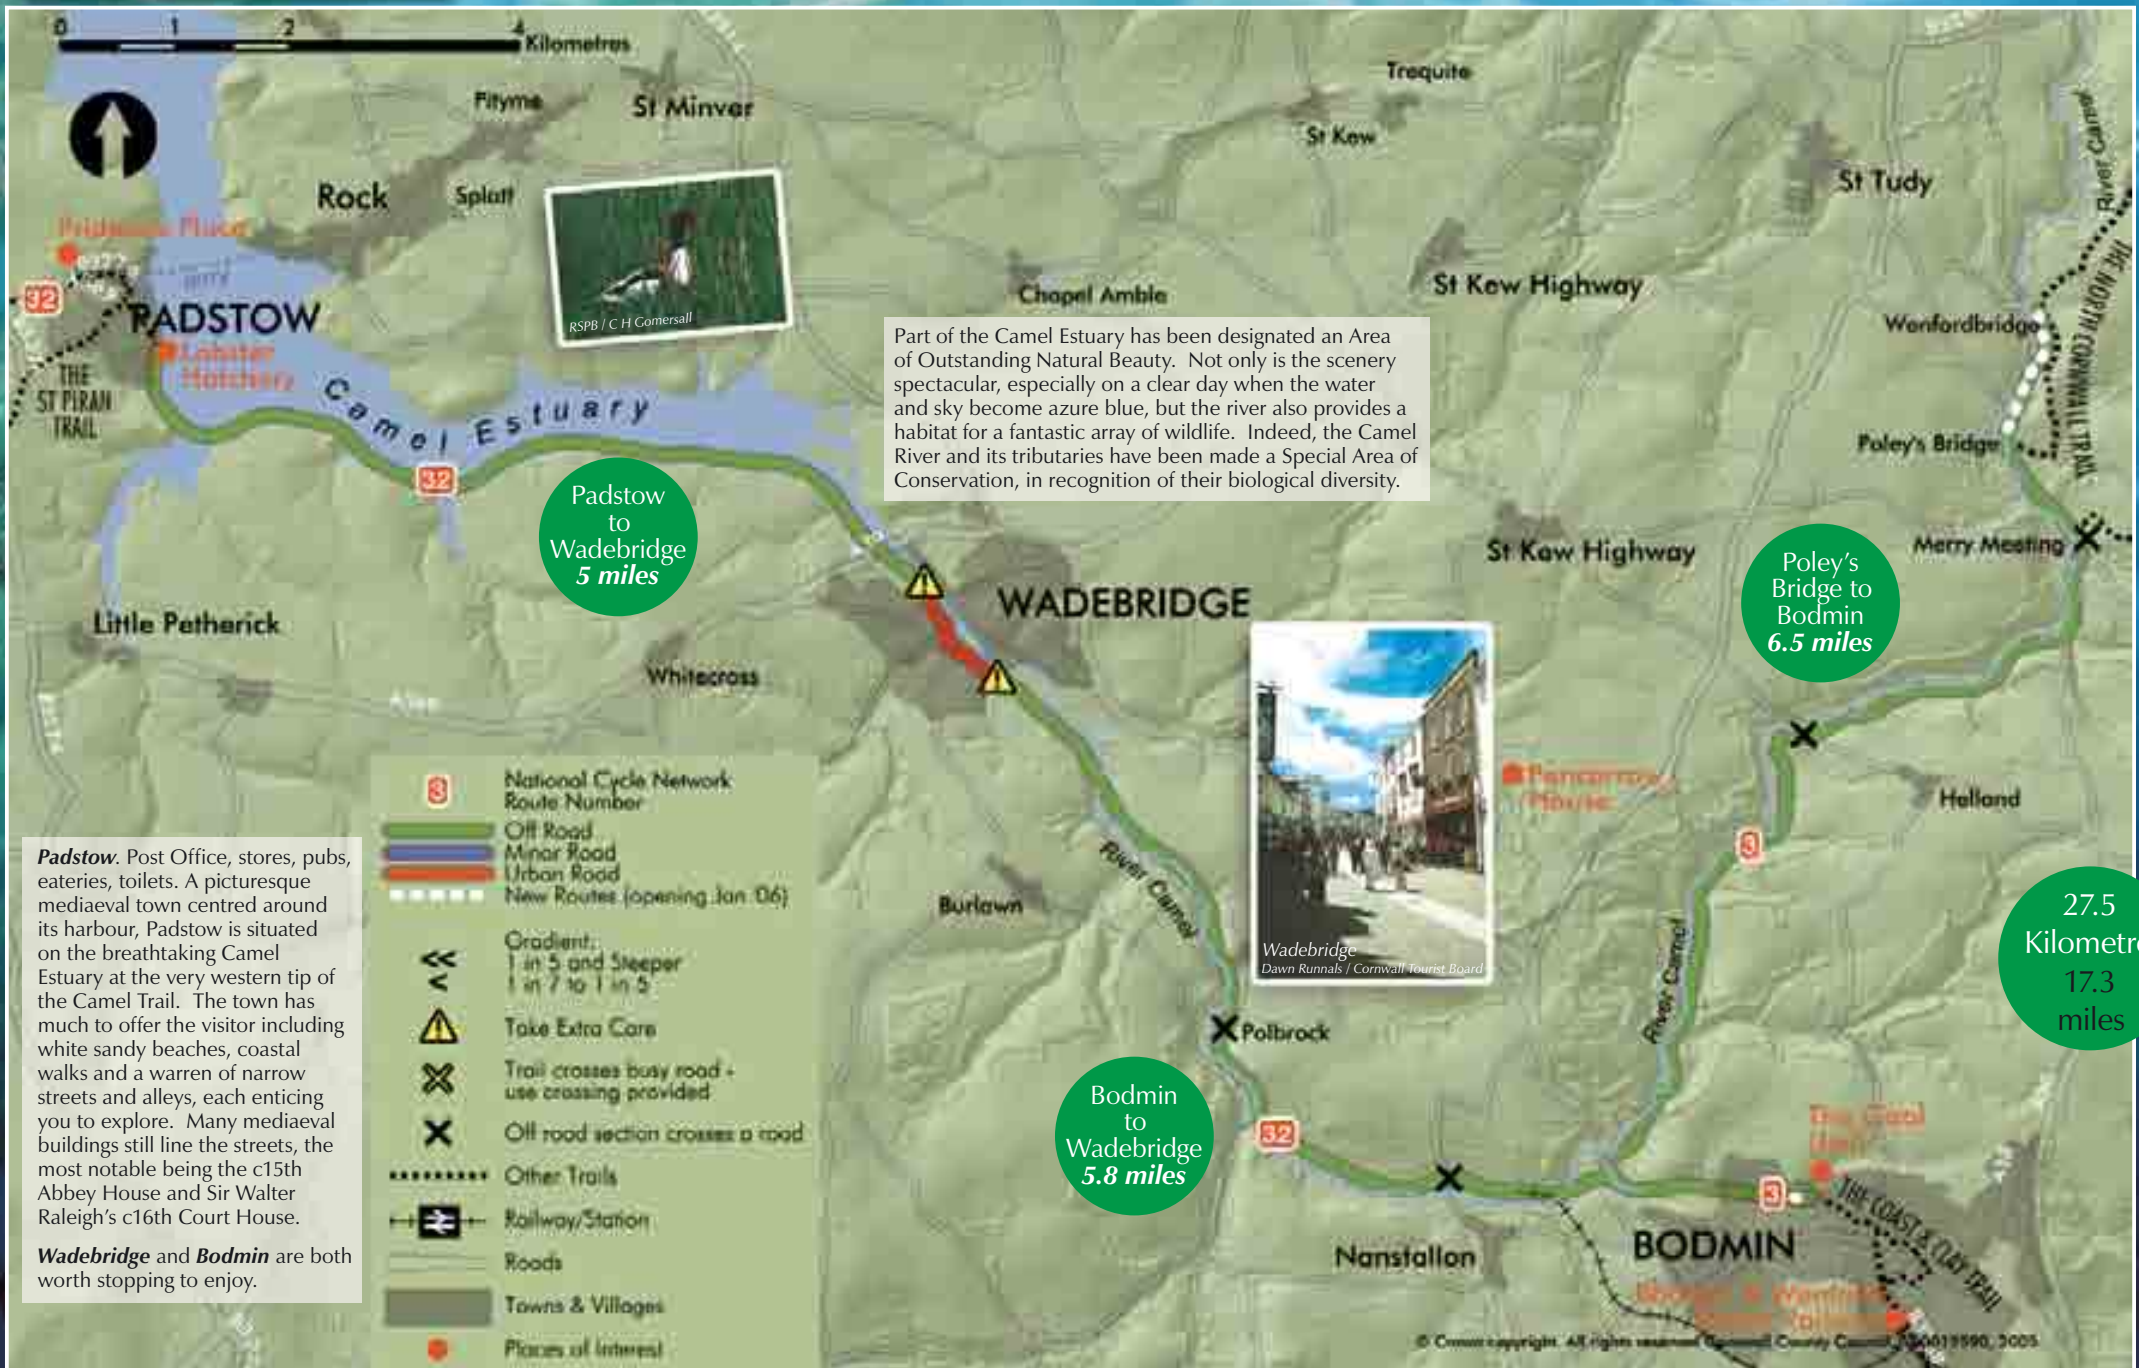 0 1 2 4 Kilometres
Pityme
St Minver
Trequite
St Kew
Rock
Splatt
St Tudy
River Camel
RSPB / C H Gomersall
Place
32
PADSTOW
Lobster
Hatchery
THE
ST PIRAN
TRAIL
Camel Estuary
32
Chapel Amble
St Kew Highway
Wenfordbridge
THE NORTH CORNWALL TRAIL
Poley's Bridge
Part of the Camel Estuary has been designated an Area
of Outstanding Natural Beauty. Not only is the scenery
spectacular, especially on a clear day when the water
and sky become azure blue, but the river also provides a
habitat for a fantastic array of wildlife. Indeed, the Camel
River and its tributaries have been made a Special Area of
Conservation, in recognition of their biological diversity.
Padstow
to
Wadebridge
5 miles
St Kew Highway
Merry Meeting
Poley's
Bridge to
Bodmin
6.5 miles
WADEBRIDGE
Little Petherick
Whitecross
House
Helland
3
Burlawn
River Camel
Wadebridge
Dawn Runnals / Cornwall Tourist Board
River Camel
27.5
Kilometre
17.3
miles
Polbrock
Bodmin
to
Wadebridge
5.8 miles
32
3
THE COAST & CLAY TRAIL
Nanstallon
BODMIN
3 National Cycle Network
Route Number
Off Road
Minor Road
Urban Road
New Routes (opening Jan 06)
Gradient:
1 in 5 and Steeper
1 in 7 to 1 in 5
Take Extra Care
Trail crosses busy road -
use crossing provided
Off road section crosses a road
Other Trails
Railway/Station
Roads
Towns & Villages
Places of Interest
Padstow. Post Office, stores, pubs,
eateries, toilets. A picturesque
mediaeval town centred around
its harbour, Padstow is situated
on the breathtaking Camel
Estuary at the very western tip of
the Camel Trail. The town has
much to offer the visitor including
white sandy beaches, coastal
walks and a warren of narrow
streets and alleys, each enticing
you to explore. Many mediaeval
buildings still line the streets, the
most notable being the c15th
Abbey House and Sir Walter
Raleigh's c16th Court House.
Wadebridge and Bodmin are both
worth stopping to enjoy.
© Crown copyright. All rights reserved County Council 2005